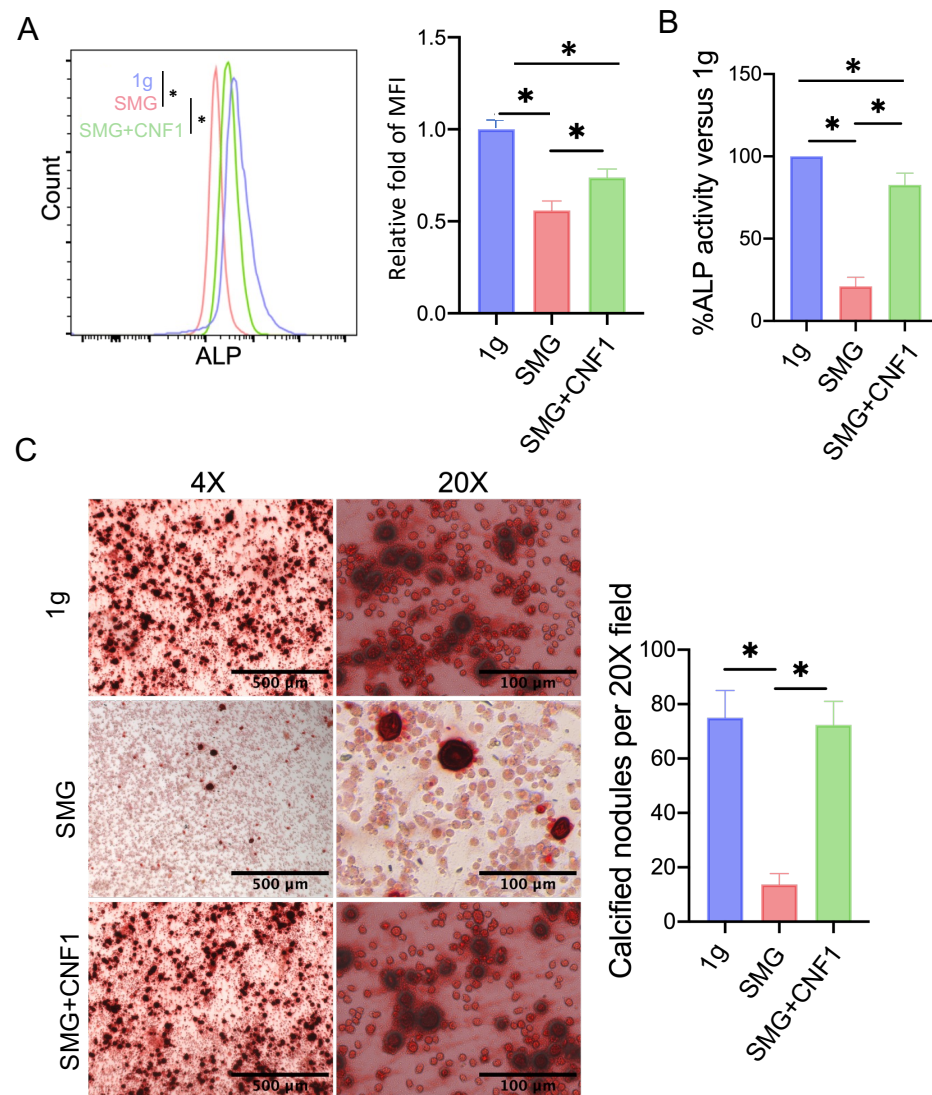 A
1g
*
SMG
*
SMG+CNF1
Count
ALP
Relative fold of MFI
1.5
1.0
0.5
0.0
*
*
*
1g
SMG
SMG+CNF1
B
%ALP activity versus 1g
150
100
50
0
*
*
*
1g
SMG
SMG+CNF1
C
4X
20X
1g
500 µm
100 µm
SMG
500 µm
100 µm
SMG+CNF1
500 µm
100 µm
Calcified nodules per 20X field
100
80
60
40
20
0
*
*
1g
SMG
SMG+CNF1